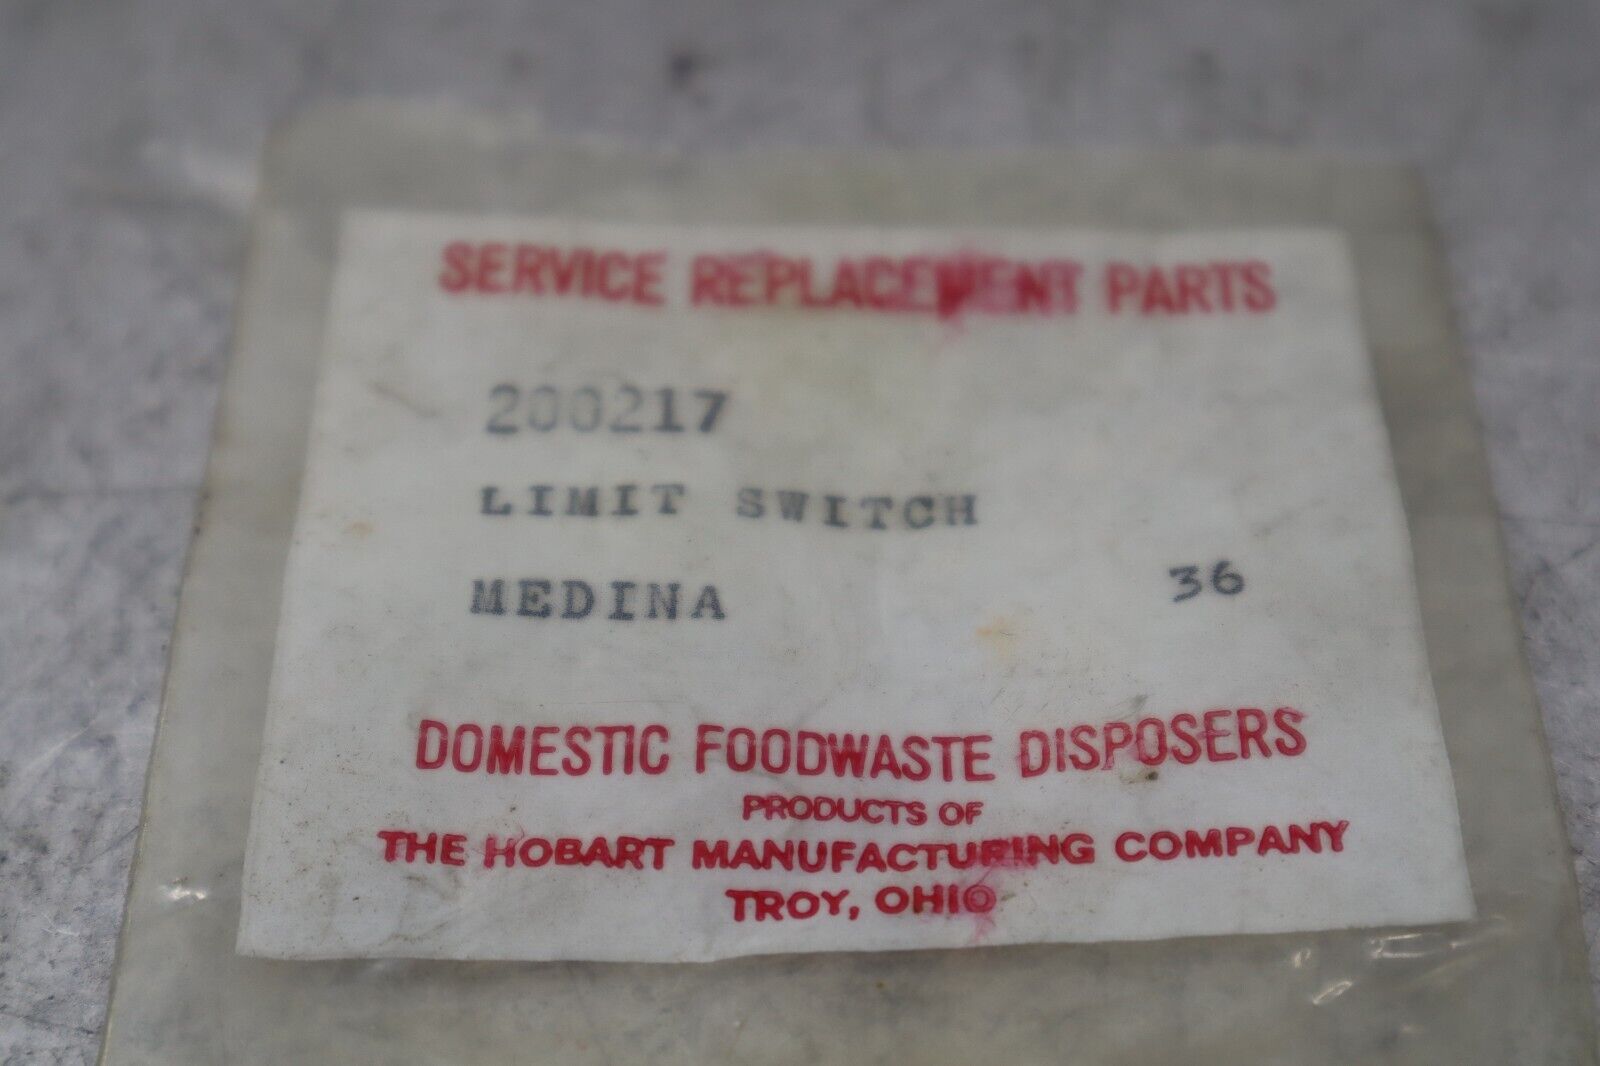 SERVICE REPLACEMENT PARTS
200217
LIMIT SWITCH
MEDINA 36
DOMESTIC FOODWASTE DISPOSERS
PRODUCTS OF
THE HOBART MANUFACTURING COMPANY
TROY, OHIO